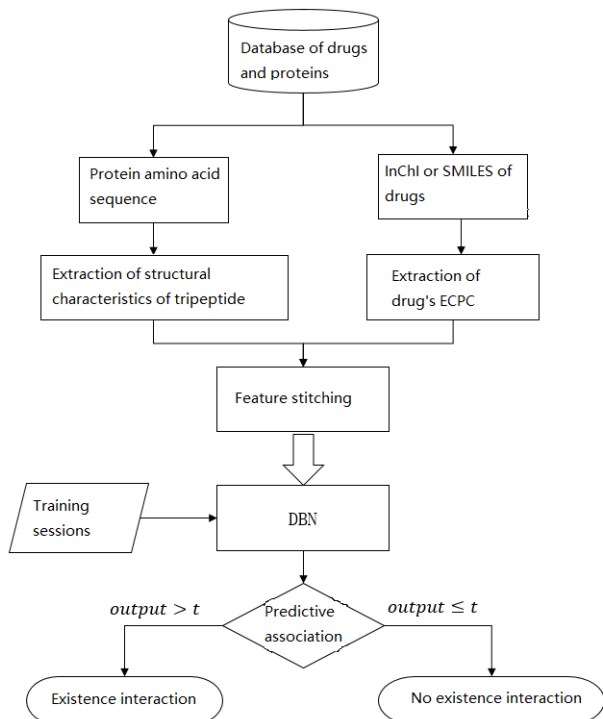 Database of drugs
and proteins
Protein amino acid
sequence
InChI or SMILES of
drugs
Extraction of structural
characteristics of tripeptide
Extraction of
drug's ECPC
Feature stitching
Training
sessions
DBN
output > t
Predictive
association
output ≤ t
Existence interaction
No existence interaction